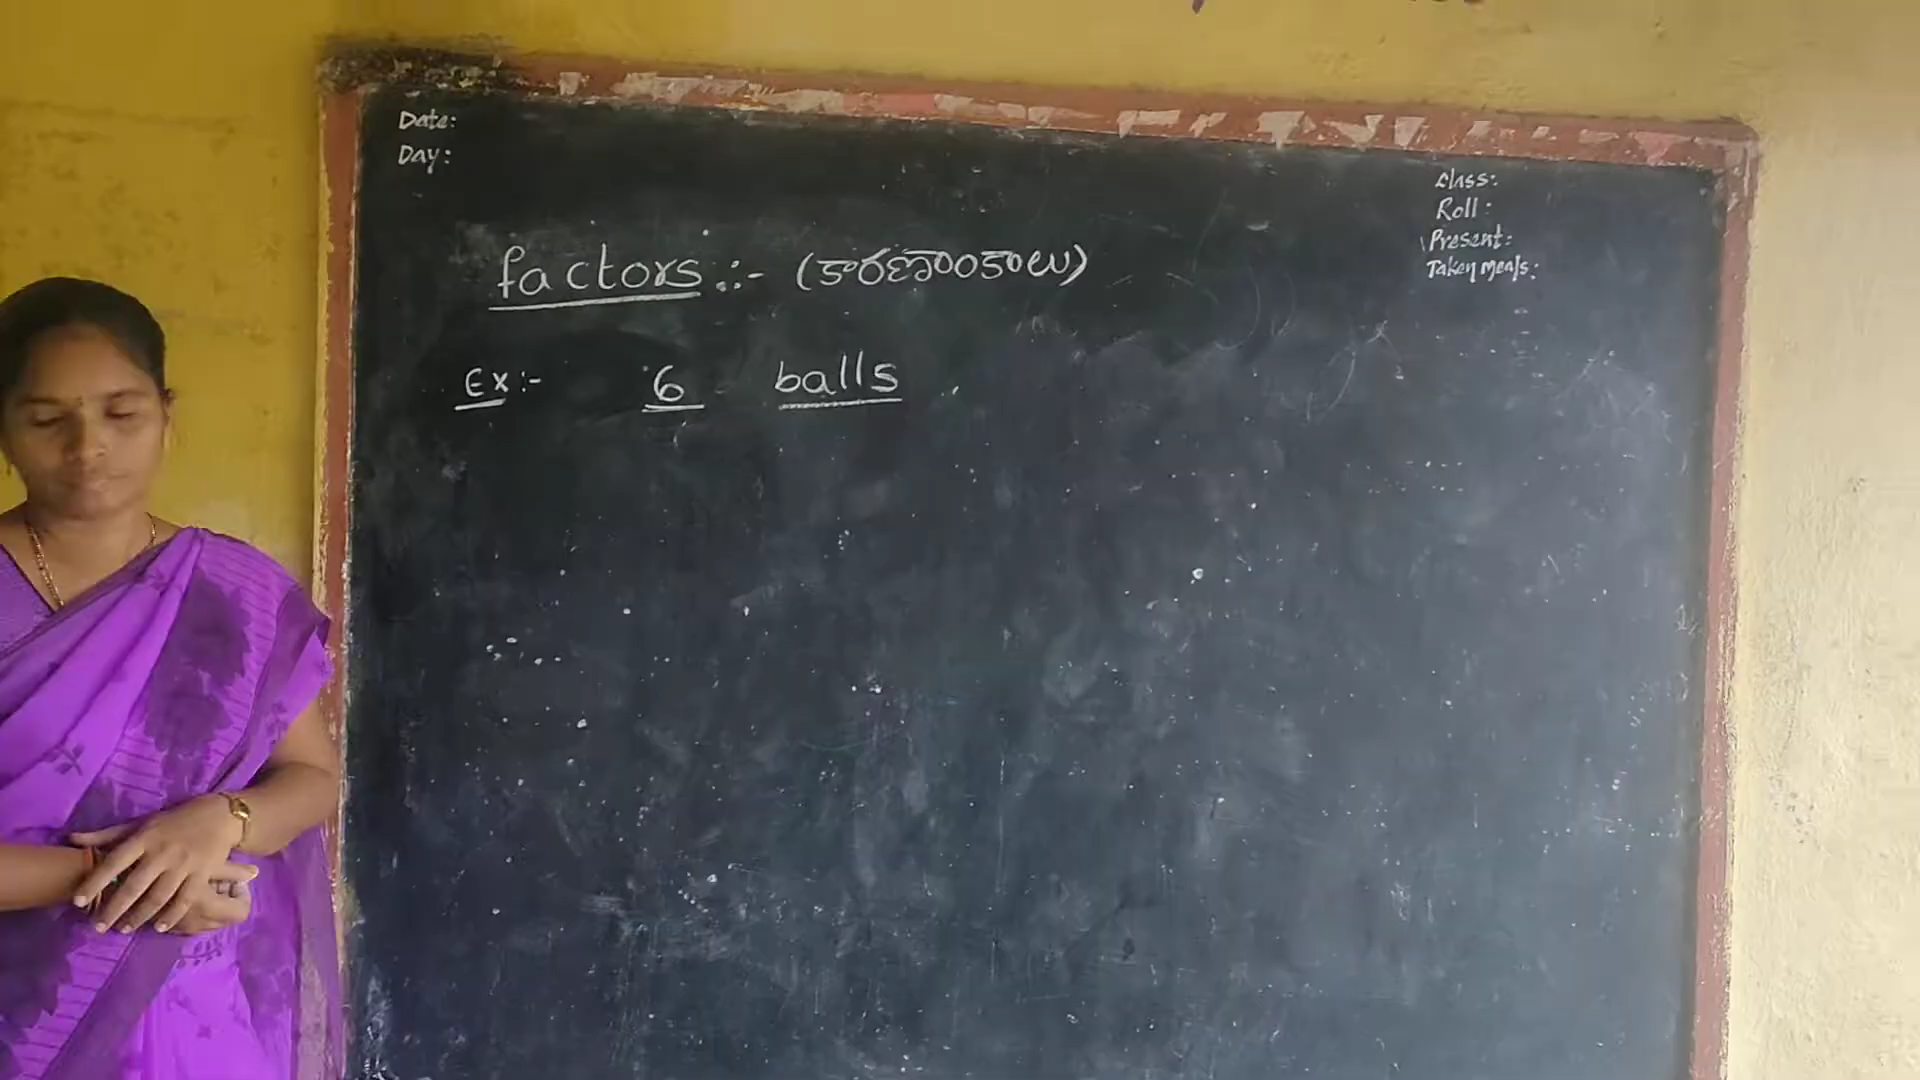 Date:
Day:
Class:
Roll:
Present:
Taken meals:
factors :- (కారణాంకాలు)
Ex:- 6 balls